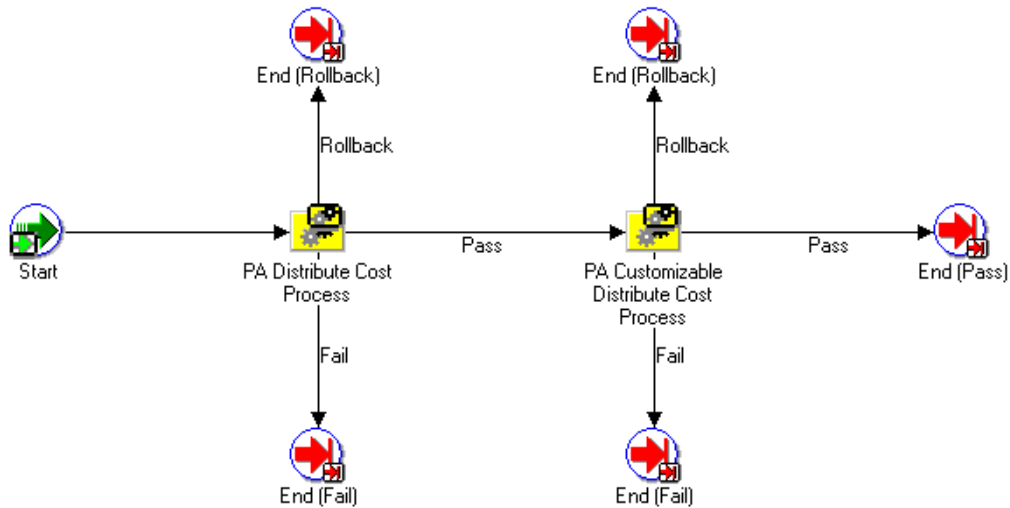 End (Rollback)
End (Rollback)
Rollback
Rollback
Start
PA Distribute Cost
Process
Pass
PA Customizable
Distribute Cost
Process
Pass
End (Pass)
Fail
Fail
End (Fail)
End (Fail)